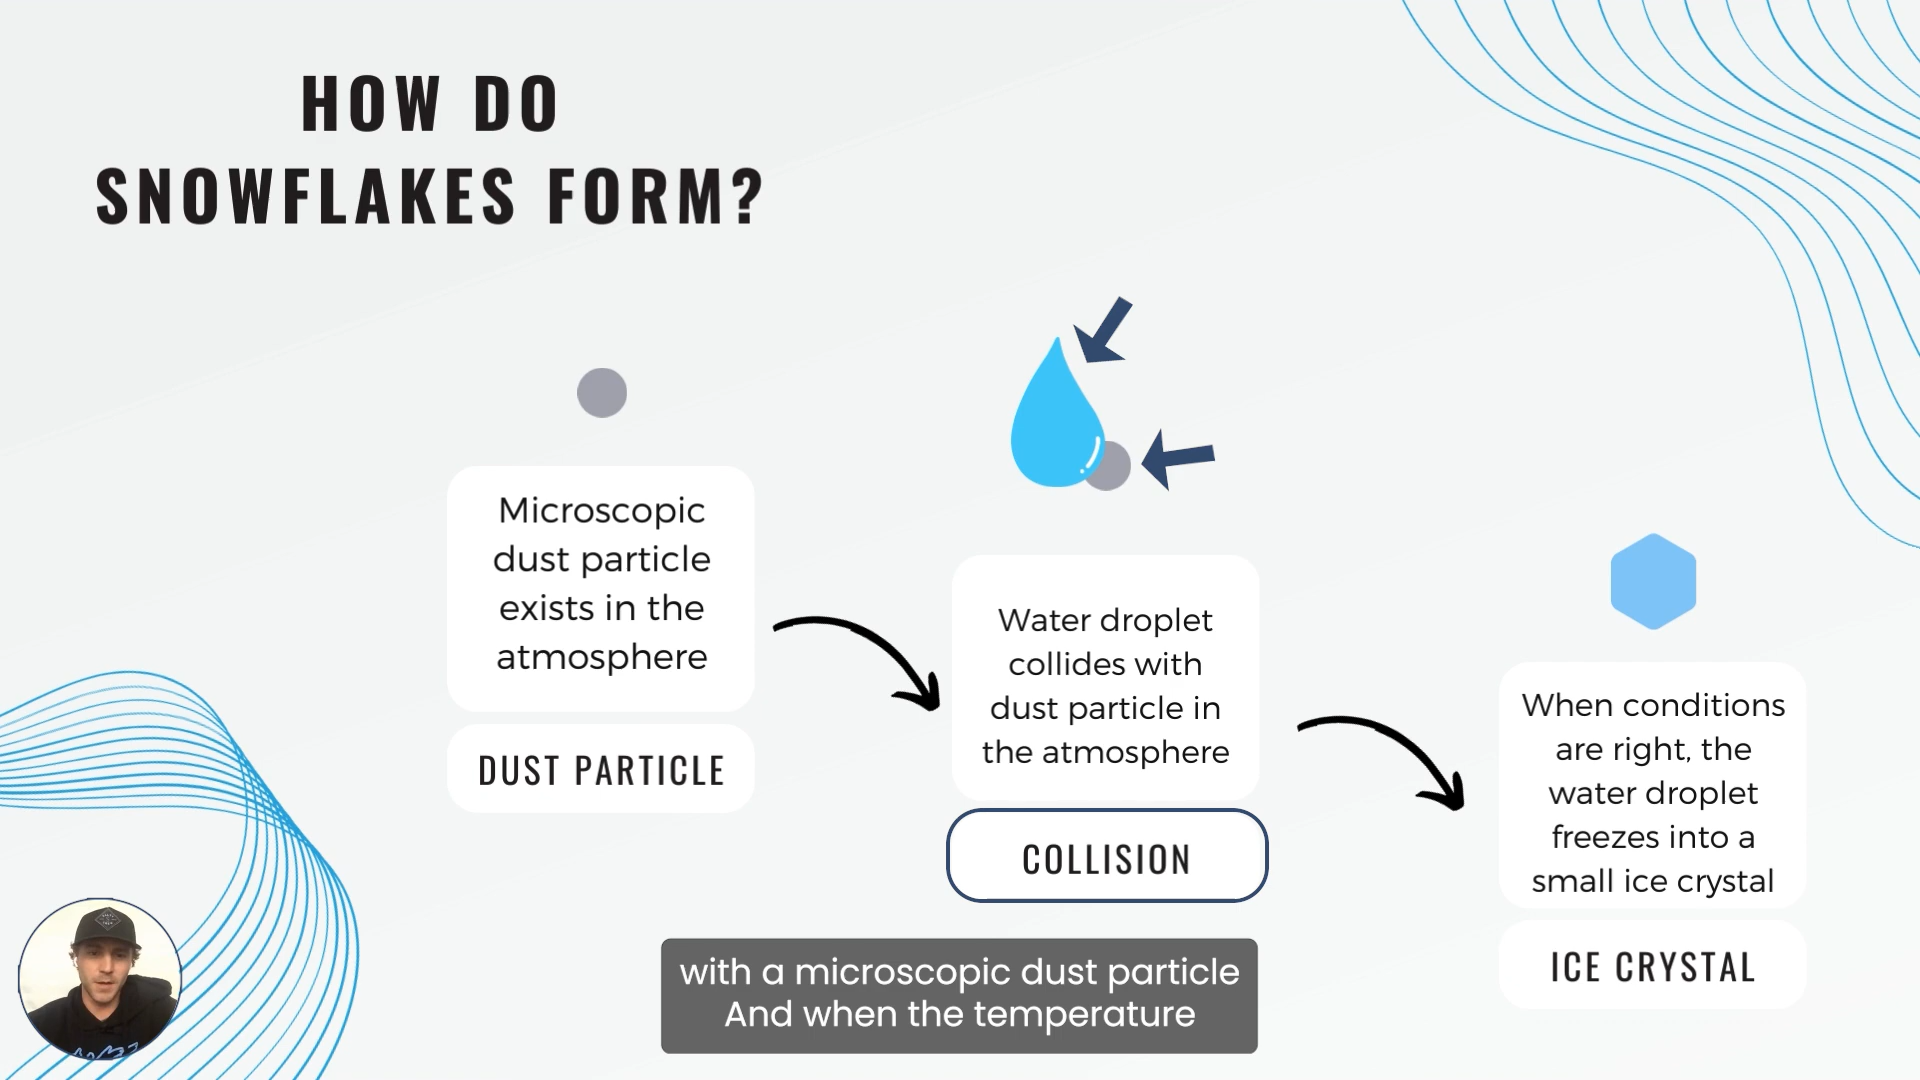 HOW DO
SNOWFLAKES FORM?
Microscopic
dust particle
exists in the
atmosphere
DUST PARTICLE
Water droplet
collides with
dust particle in
the atmosphere
COLLISION
When conditions
are right, the
water droplet
freezes into a
small ice crystal
ICE CRYSTAL
with a microscopic dust particle
And when the temperature